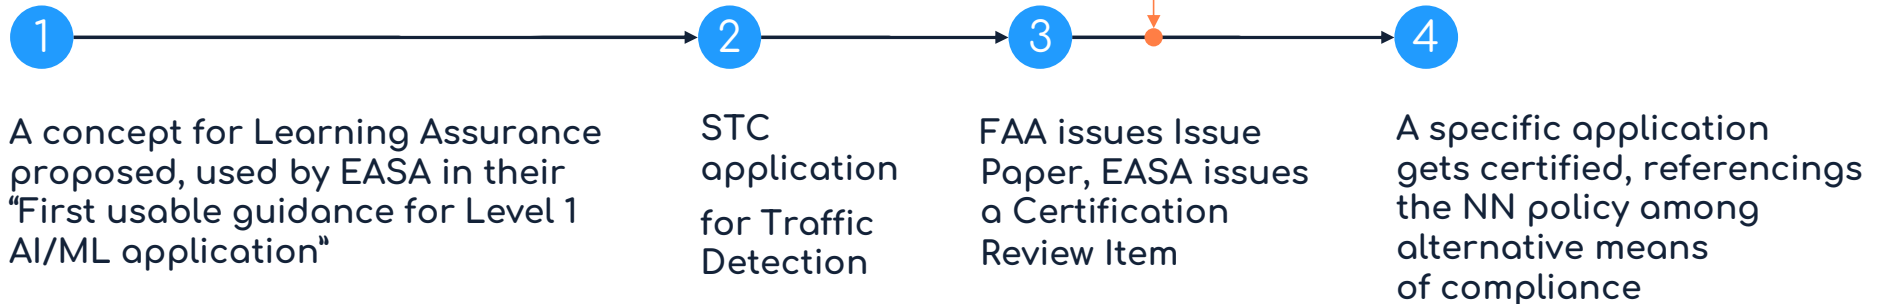 1
2
3
4
A concept for Learning Assurance
proposed, used by EASA in their
“First usable guidance for Level 1
AI/ML application”
STC
application
for Traffic
Detection
FAA issues Issue
Paper, EASA issues
a Certification
Review Item
A specific application
gets certified, referencings
the NN policy among
alternative means
of compliance